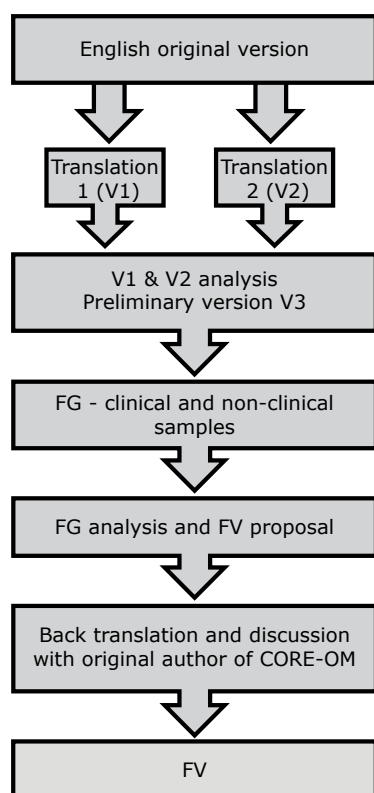 English original version
Translation
1 (V1)
Translation
2 (V2)
V1 & V2 analysis
Preliminary version V3
FG - clinical and non-clinical
samples
FG analysis and FV proposal
Back translation and discussion
with original author of CORE-OM
FV